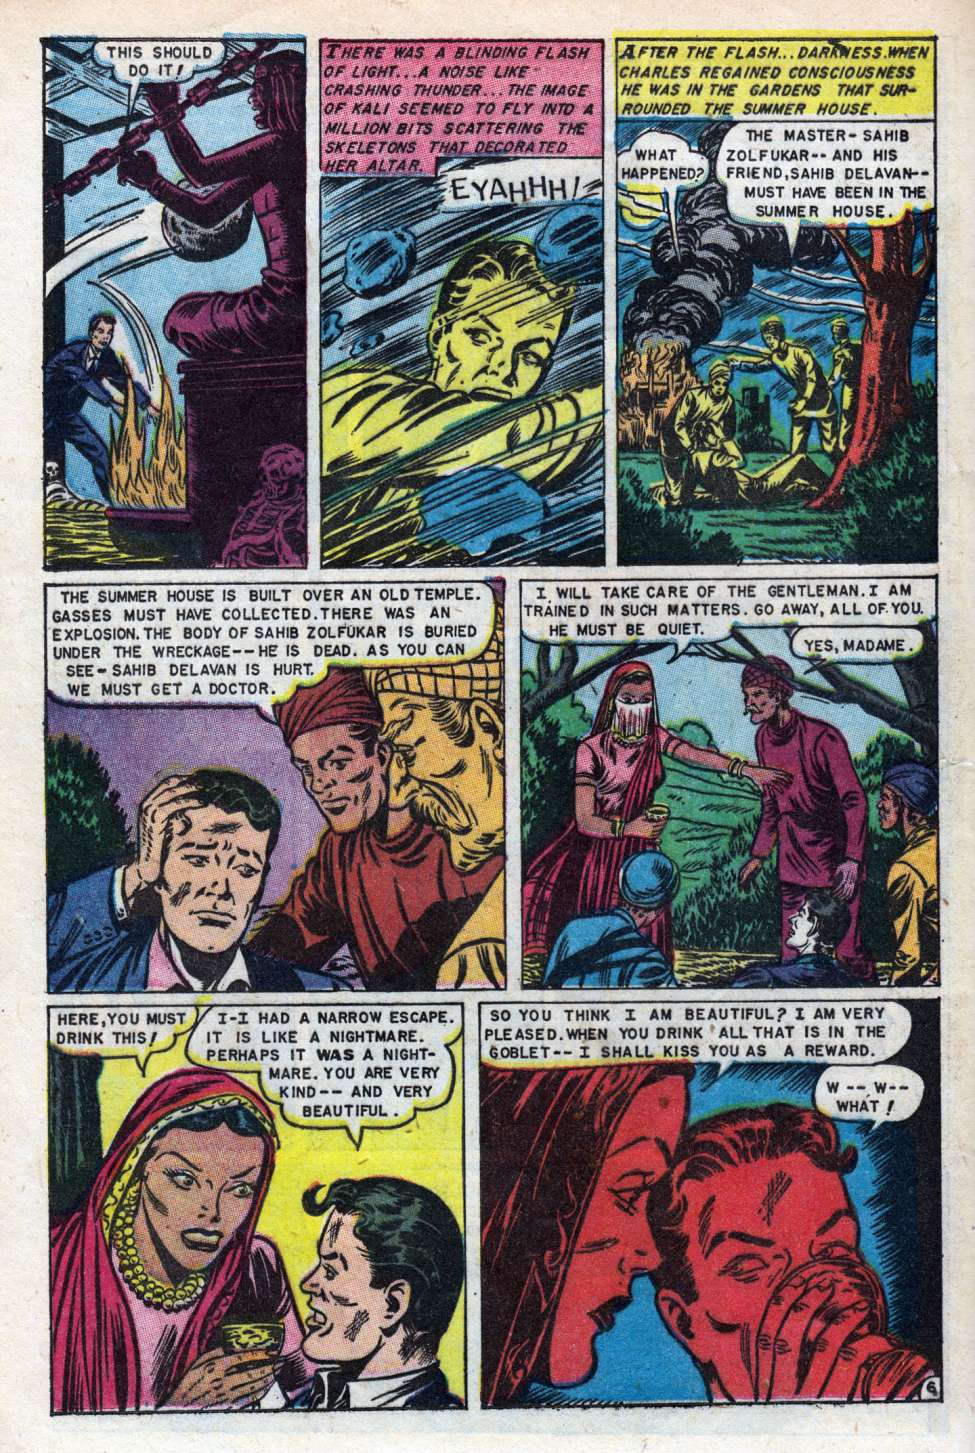 THIS SHOULD
DO IT!
THERE WAS A BLINDING FLASH
OF LIGHT...A NOISE LIKE
CRASHING THUNDER...THE IMAGE
OF KALI SEEMED TO FLY INTO A
MILLION BITS SCATTERING THE
SKELETONS THAT DECORATED
HER ALTAR.
EYAHHH!
AFTER THE FLASH...DARKNESS. WHEN
CHARLES REGAINED CONSCIOUSNESS
HE WAS IN THE GARDENS THAT SUR-
ROUNDED THE SUMMER HOUSE.
WHAT
HAPPENED?
THE MASTER-SAHIB
ZOLFUKAR--AND HIS
FRIEND, SAHIB DELAVAN--
MUST HAVE BEEN IN THE
SUMMER HOUSE.
THE SUMMER HOUSE IS BUILT OVER AN OLD TEMPLE.
GASSES MUST HAVE COLLECTED. THERE WAS AN
EXPLOSION. THE BODY OF SAHIB ZOLFUKAR IS BURIED
UNDER THE WRECKAGE--HE IS DEAD. AS YOU CAN
SEE-SAHIB DELAVAN IS HURT.
WE MUST GET A DOCTOR.
I WILL TAKE CARE OF THE GENTLEMAN. I AM
TRAINED IN SUCH MATTERS. GO AWAY, ALL OF YOU.
HE MUST BE QUIET.
YES, MADAME.
HERE, YOU MUST
DRINK THIS!
I-I HAD A NARROW ESCAPE.
IT IS LIKE A NIGHTMARE.
PERHAPS IT WAS A NIGHT-
MARE. YOU ARE VERY
KIND--AND VERY
BEAUTIFUL.
SO YOU THINK I AM BEAUTIFUL? I AM VERY
PLEASED. WHEN YOU DRINK ALL THAT IS IN THE
GOBLET--I SHALL KISS YOU AS A REWARD.
W--W--
WHAT!
6